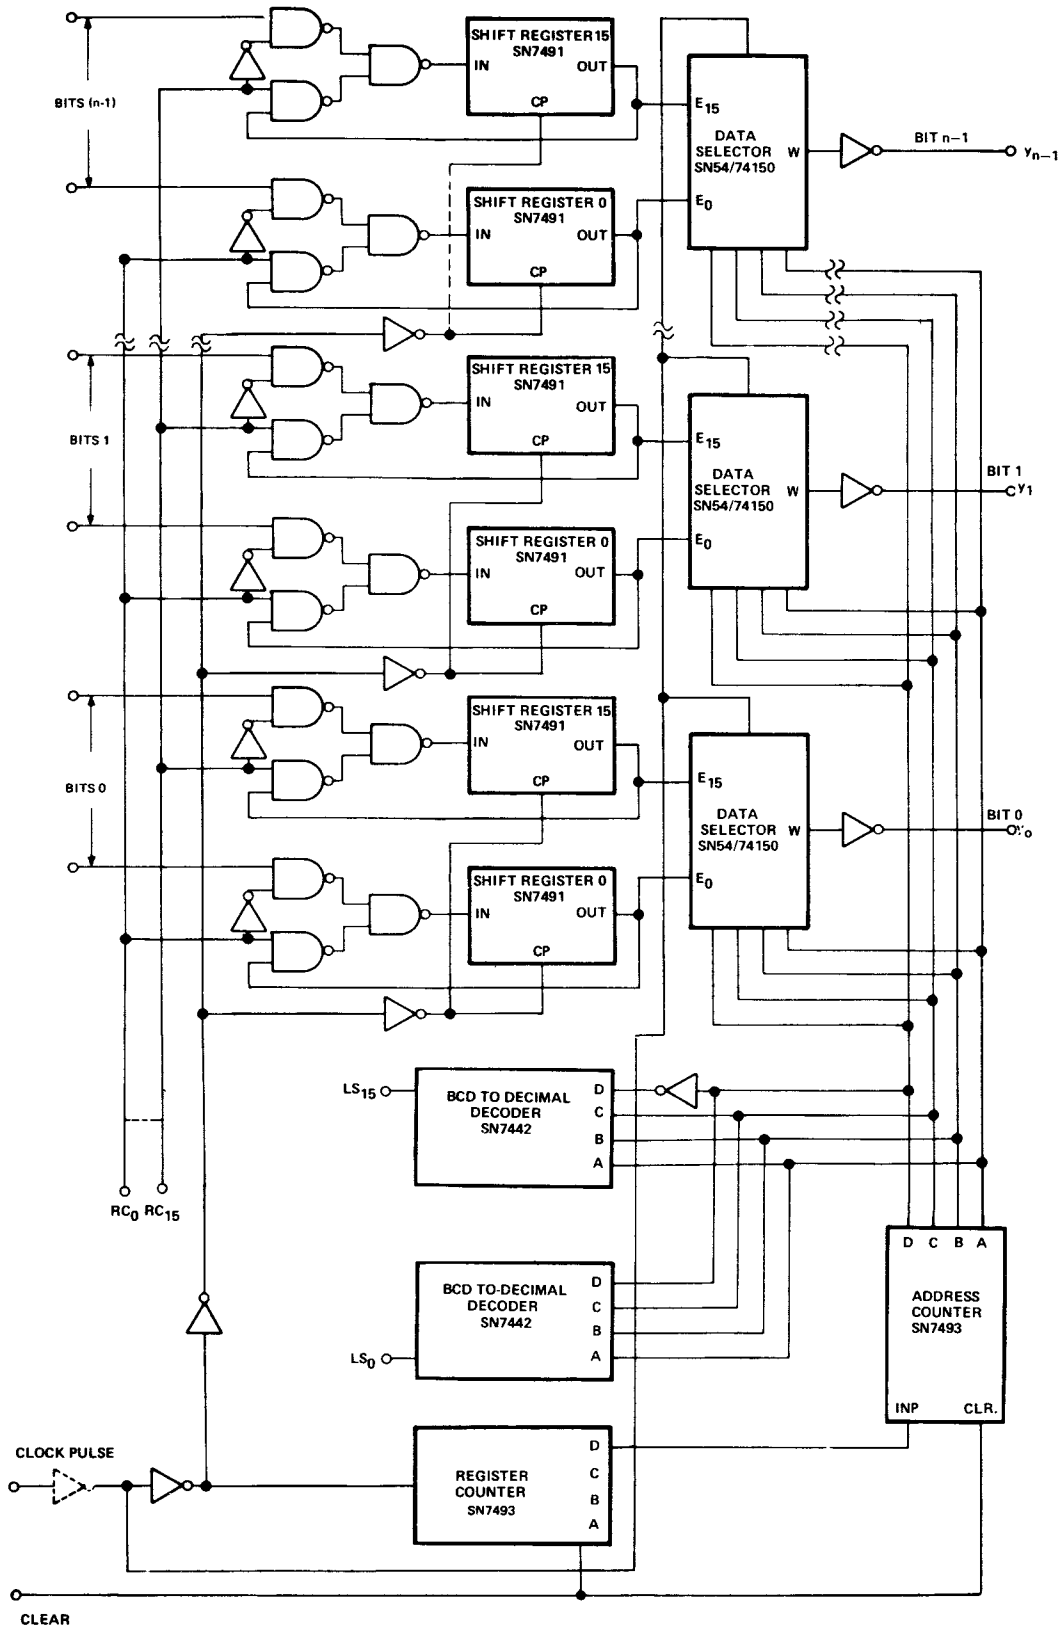 SHIFT REGISTER 15
SN7491
IN
OUT
CP
BITS (n-1)
E15
DATA
SELECTOR
SN54/74150
W
E0
BIT n-1
yn-1
SHIFT REGISTER 0
SN7491
IN
OUT
CP
SHIFT REGISTER 15
SN7491
IN
OUT
CP
BITS 1
E15
DATA
SELECTOR
SN54/74150
W
E0
BIT 1
y1
SHIFT REGISTER 0
SN7491
IN
OUT
CP
SHIFT REGISTER 15
SN7491
IN
OUT
CP
BITS 0
E15
DATA
SELECTOR
SN54/74150
W
E0
BIT 0
SHIFT REGISTER 0
SN7491
IN
OUT
CP
LS15
BCD TO DECIMAL
DECODER
SN7442
D
C
B
A
RC0 RC15
D C B A
ADDRESS
COUNTER
SN7493
INP CLR.
BCD TO-DECIMAL
DECODER
SN7442
D
C
B
A
LS0
CLOCK PULSE
REGISTER
COUNTER
SN7493
D
C
B
A
CLEAR